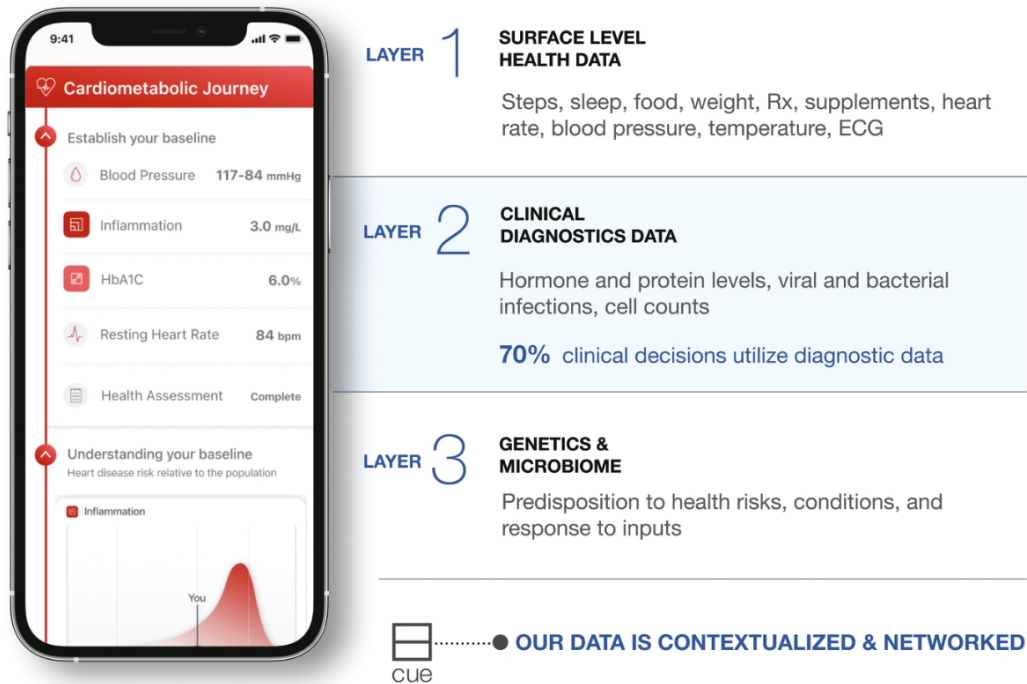 9:41
Cardiometabolic Journey
Establish your baseline
Blood Pressure 117-84 mmHg
Inflammation 3.0 mg/L
HbA1C 6.0%
Resting Heart Rate 84 bpm
Health Assessment Complete
Understanding your baseline
Heart disease risk relative to the population
Inflammation
You
LAYER 1
SURFACE LEVEL
HEALTH DATA
Steps, sleep, food, weight, Rx, supplements, heart
rate, blood pressure, temperature, ECG
LAYER 2
CLINICAL
DIAGNOSTICS DATA
Hormone and protein levels, viral and bacterial
infections, cell counts
70% clinical decisions utilize diagnostic data
LAYER 3
GENETICS &
MICROBIOME
Predisposition to health risks, conditions, and
response to inputs
cue
OUR DATA IS CONTEXTUALIZED & NETWORKED